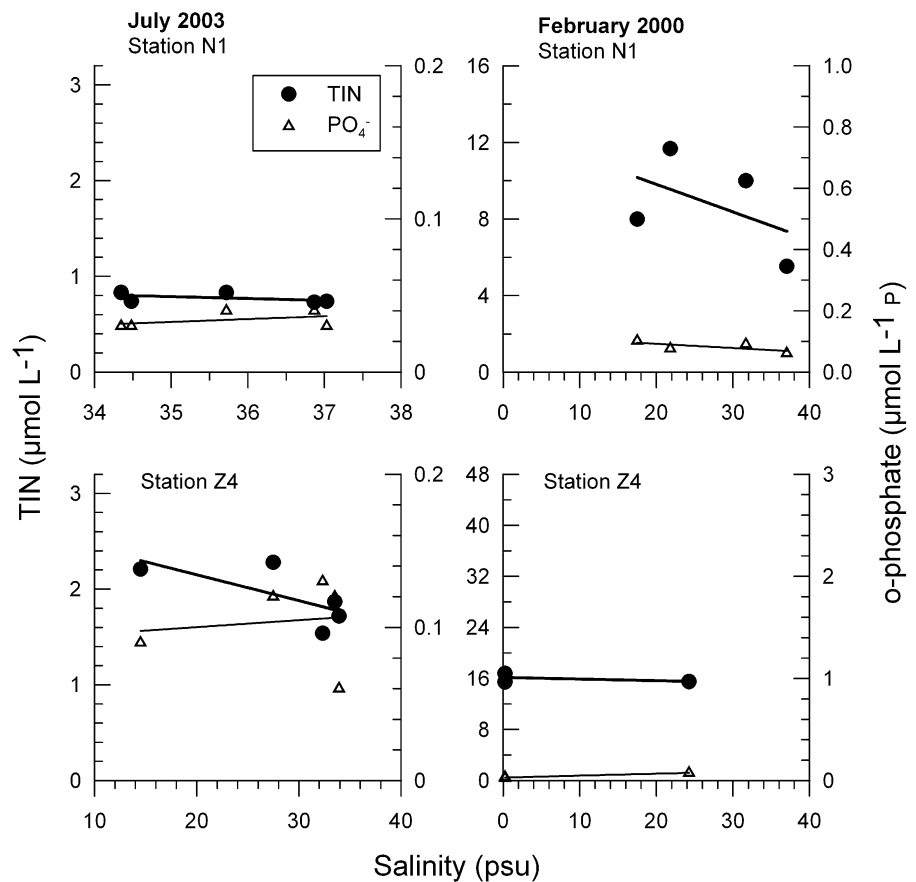 July 2003
Station N1
February 2000
Station N1
TIN
PO4-
3
2
1
0
0.2
0.1
0
34 35 36 37 38
16
12
8
4
0
1.0
0.8
0.6
0.4
0.2
0.0
0 10 20 30 40
Station Z4
3
2
1
0
0.2
0.1
0
10 20 30 40
Station Z4
48
40
32
24
16
8
0
3
2
1
0
0 10 20 30 40
TIN (µmol L-1)
o-phosphate (µmol L-1 P)
Salinity (psu)